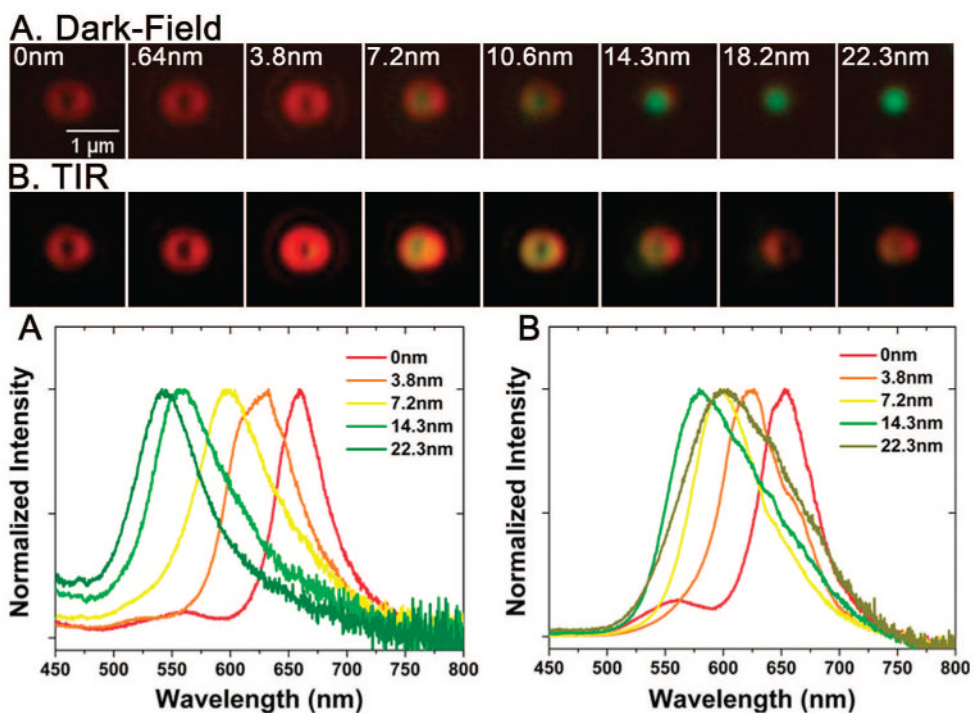 A. Dark-Field
0nm .64nm 3.8nm 7.2nm 10.6nm 14.3nm 18.2nm 22.3nm
1 µm
B. TIR
A
0nm
3.8nm
7.2nm
14.3nm
22.3nm
Normalized Intensity
450 500 550 600 650 700 750 800
Wavelength (nm)
B
0nm
3.8nm
7.2nm
14.3nm
22.3nm
Normalized Intensity
450 500 550 600 650 700 750 800
Wavelength (nm)